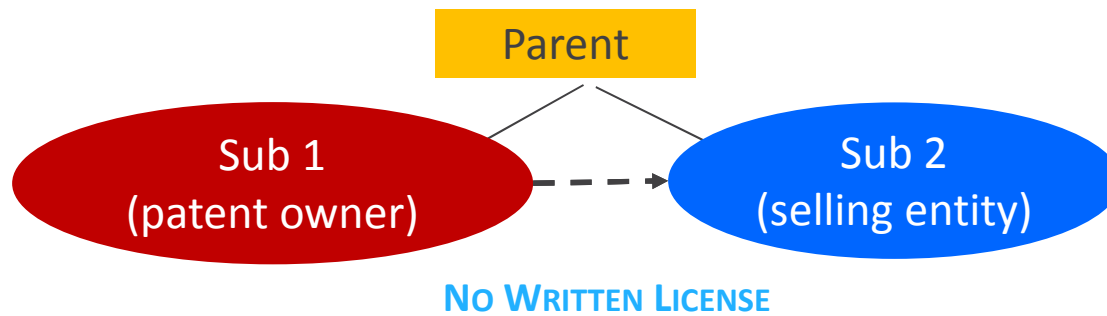 Parent
Sub 1
(patent owner)
Sub 2
(selling entity)
No Written License